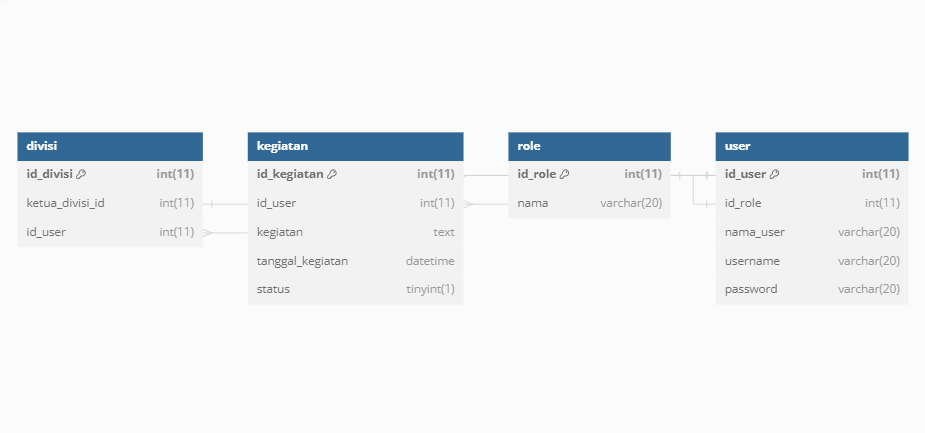 divisi
id_divisi int(11)
ketua_divisi_id int(11)
id_user int(11)
kegiatan
id_kegiatan int(11)
id_user int(11)
kegiatan text
tanggal_kegiatan datetime
status tinyint(1)
role
id_role int(11)
nama varchar(20)
user
id_user int(11)
id_role int(11)
nama_user varchar(20)
username varchar(20)
password varchar(20)